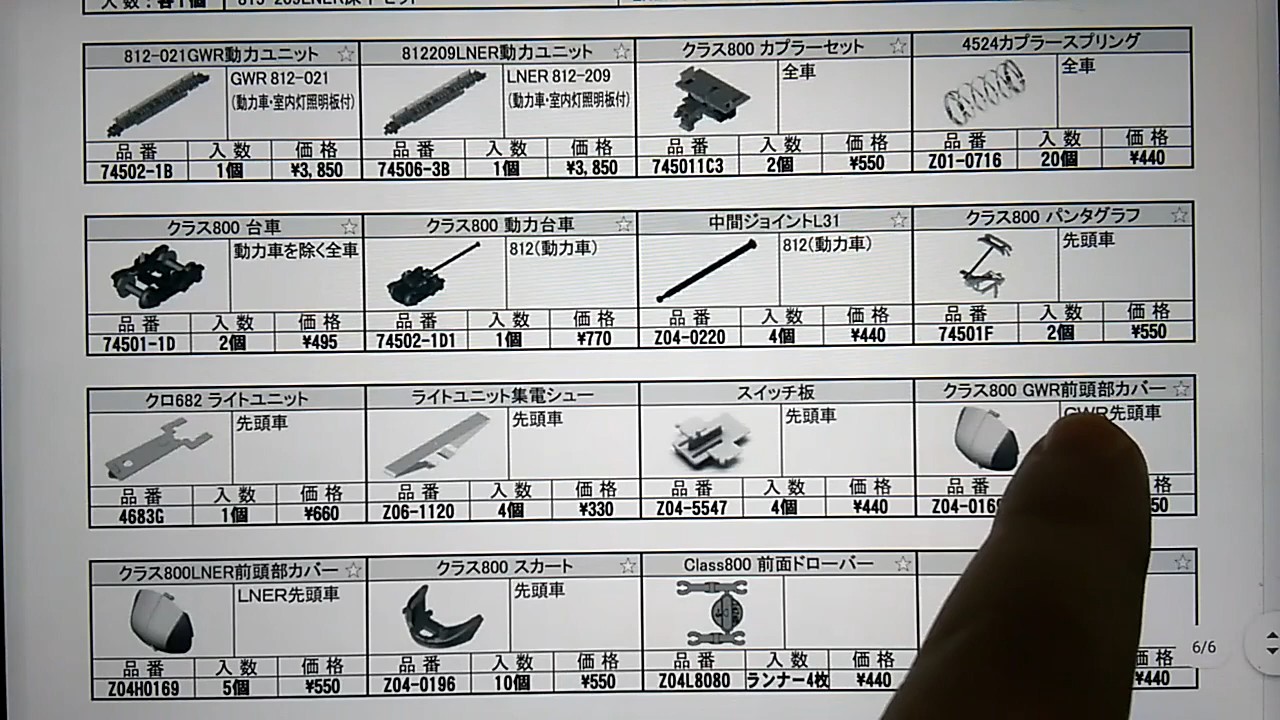 812-021GWR動力ユニット ☆ 812209LNER動力ユニット ☆ クラス800 カプラーセット ☆ 4524カプラースプリング
GWR 812-021 LNER 812-209 全車 全車
(動力車・室内灯照明板付) (動力車・室内灯照明板付)
品番 入数 価格 品番 入数 価格 品番 入数 価格 品番 入数 価格
74502-1B 1個 ¥3,850 74506-3B 1個 ¥3,850 745011C3 2個 ¥550 Z01-0716 20個 ¥440
クラス800 台車 ☆ クラス800 動力台車 ☆ 中間ジョイントL31 ☆ クラス800 パンタグラフ ☆
動力車を除く全車 812(動力車) 812(動力車) 先頭車
品番 入数 価格 品番 入数 価格 品番 入数 価格 品番 入数 価格
74501-1D 2個 ¥495 74502-1D1 1個 ¥770 Z04-0220 4個 ¥440 74501F 2個 ¥550
クロ682 ライトユニット ライトユニット集電シュー スイッチ板 クラス800 GWR前頭部カバー ☆
先頭車 先頭車 先頭車 GWR先頭車
品番 入数 価格 品番 入数 価格 品番 入数 価格 品番 格
4683G 1個 ¥660 Z06-1120 4個 ¥330 Z04-5547 4個 ¥440 Z04-016 50
クラス800LNER前頭部カバー ☆ クラス800 スカート ☆ Class800 前面ドローバー ☆ ☆
LNER先頭車 先頭車
品番 入数 価格 品番 入数 価格 品番 入数 価格 価格
Z04H0169 5個 ¥550 Z04-0196 10個 ¥550 Z04L8080 ランナー4枚 ¥440 ¥440
6/6